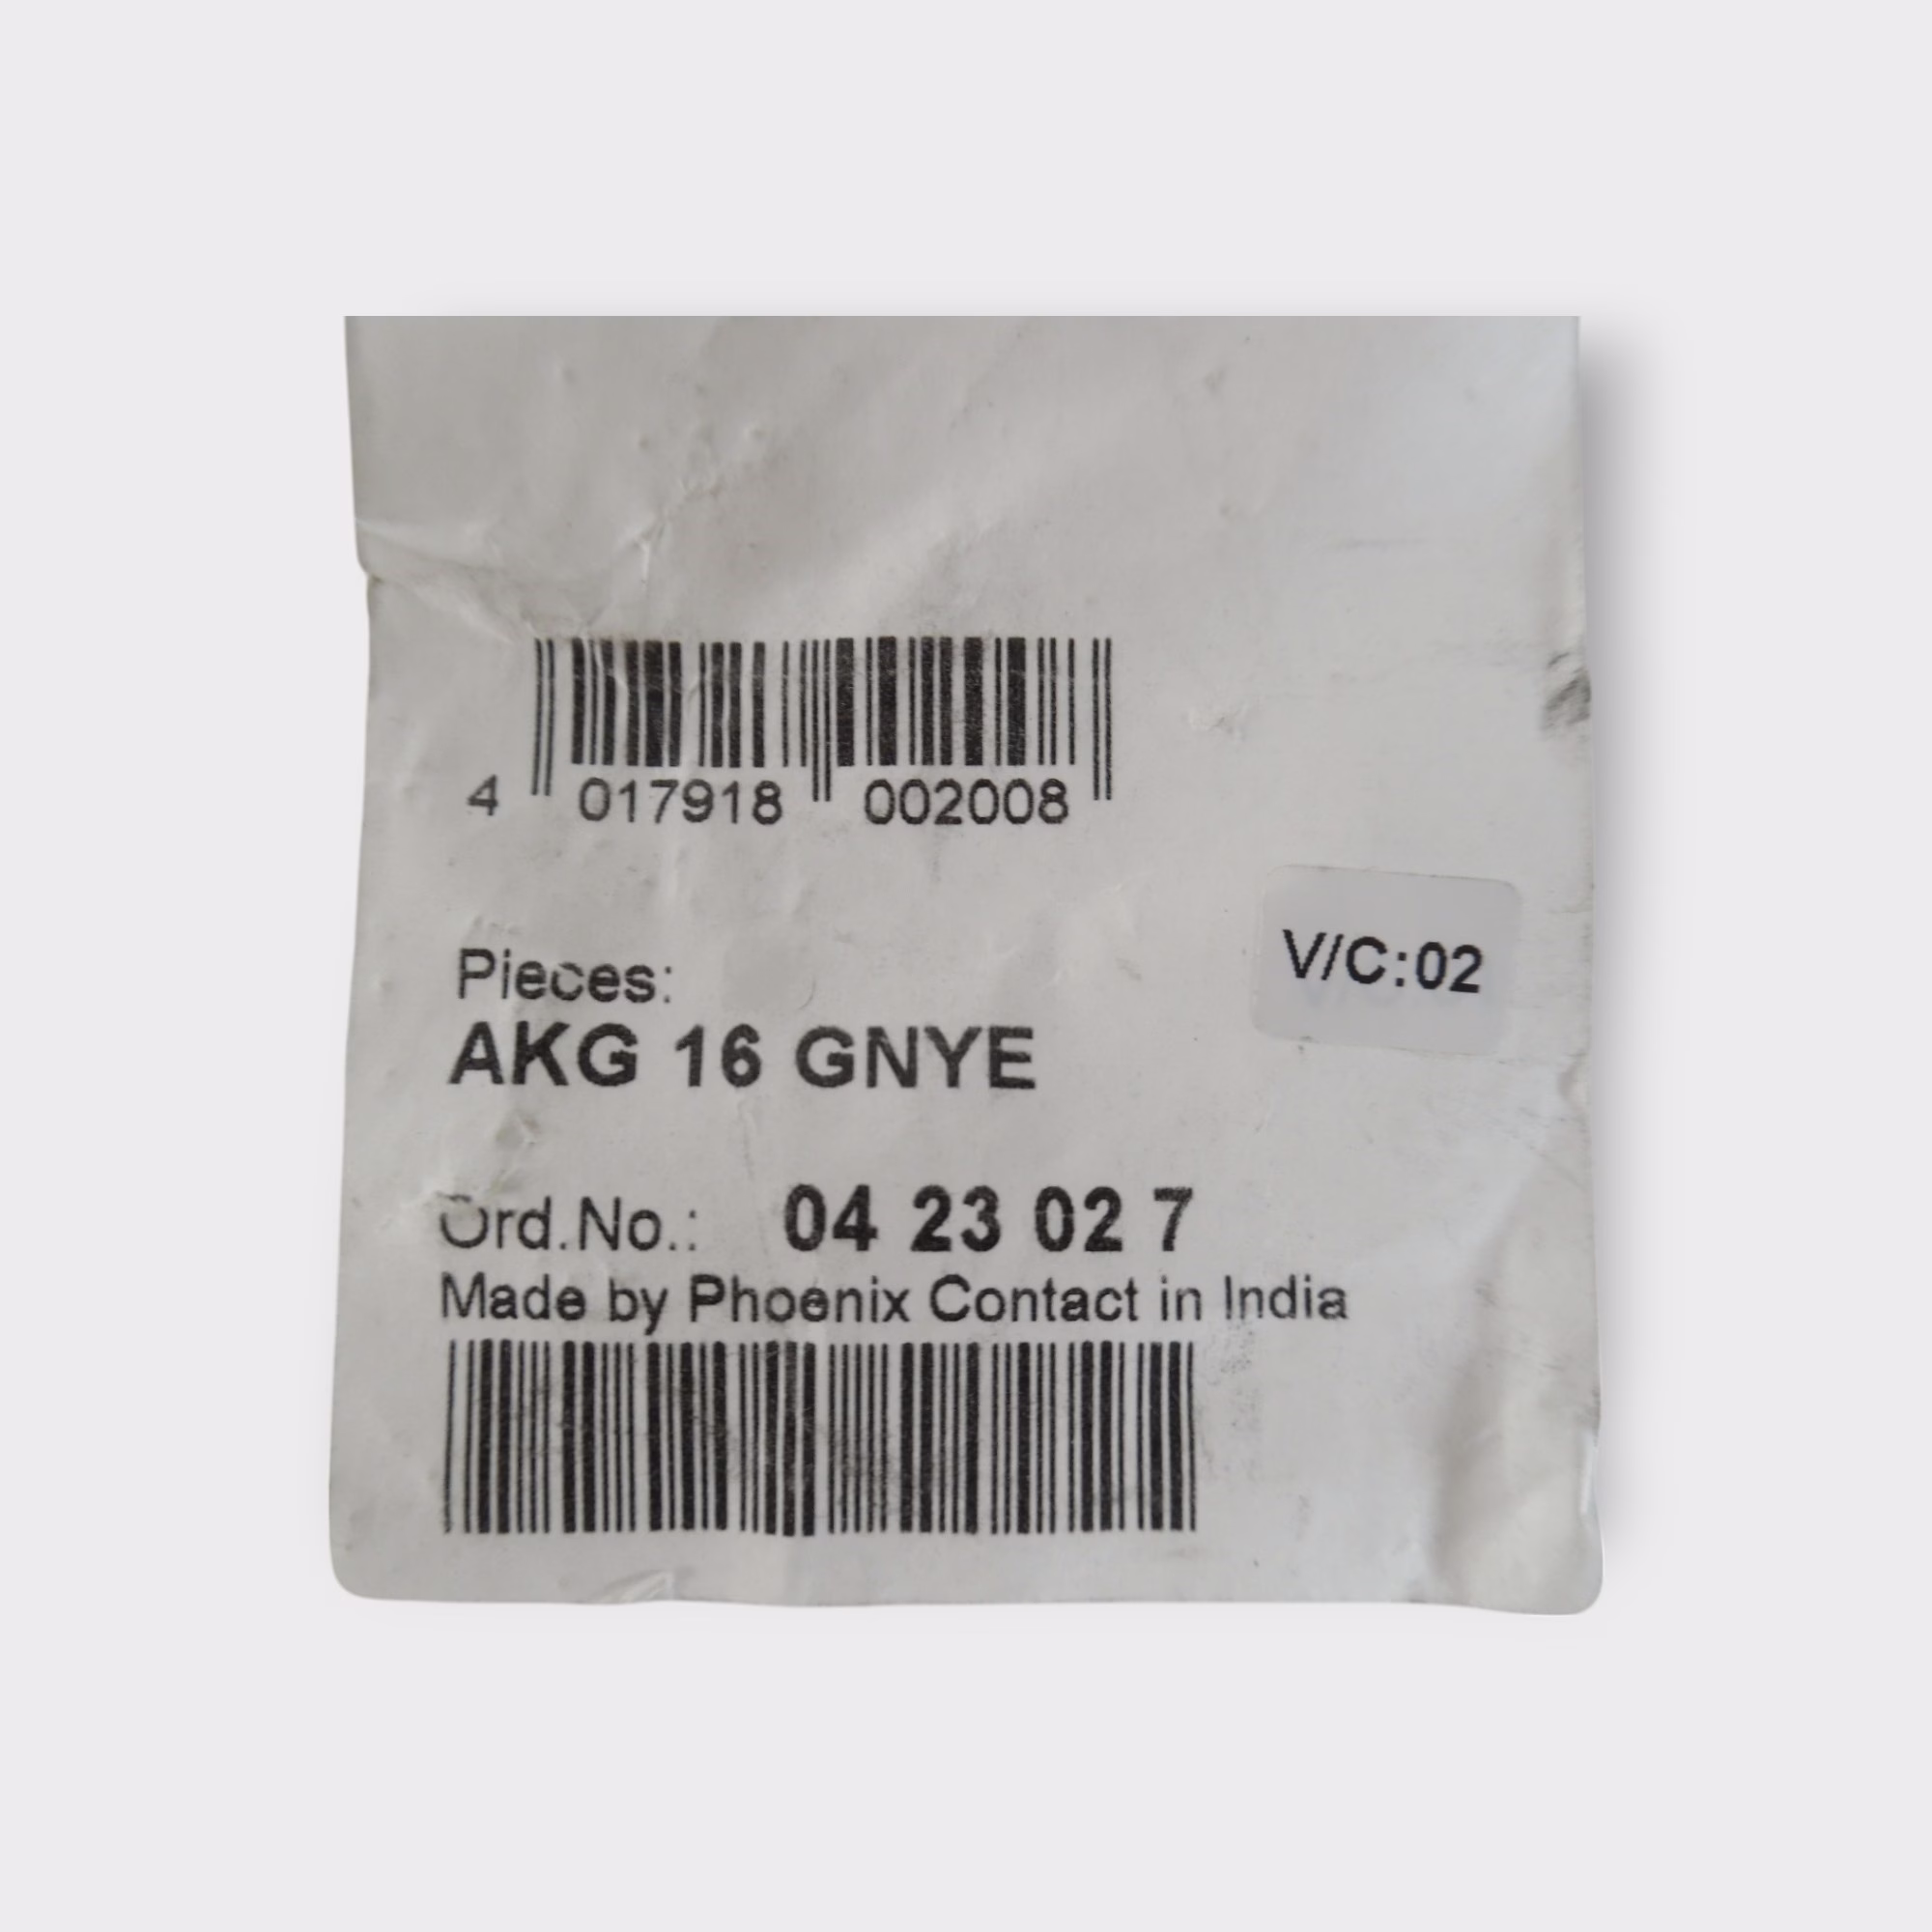 4 017918 002008
Pieces:
V/C:02
AKG 16 GNYE
Ord.No.: 04 23 02 7
Made by Phoenix Contact in India